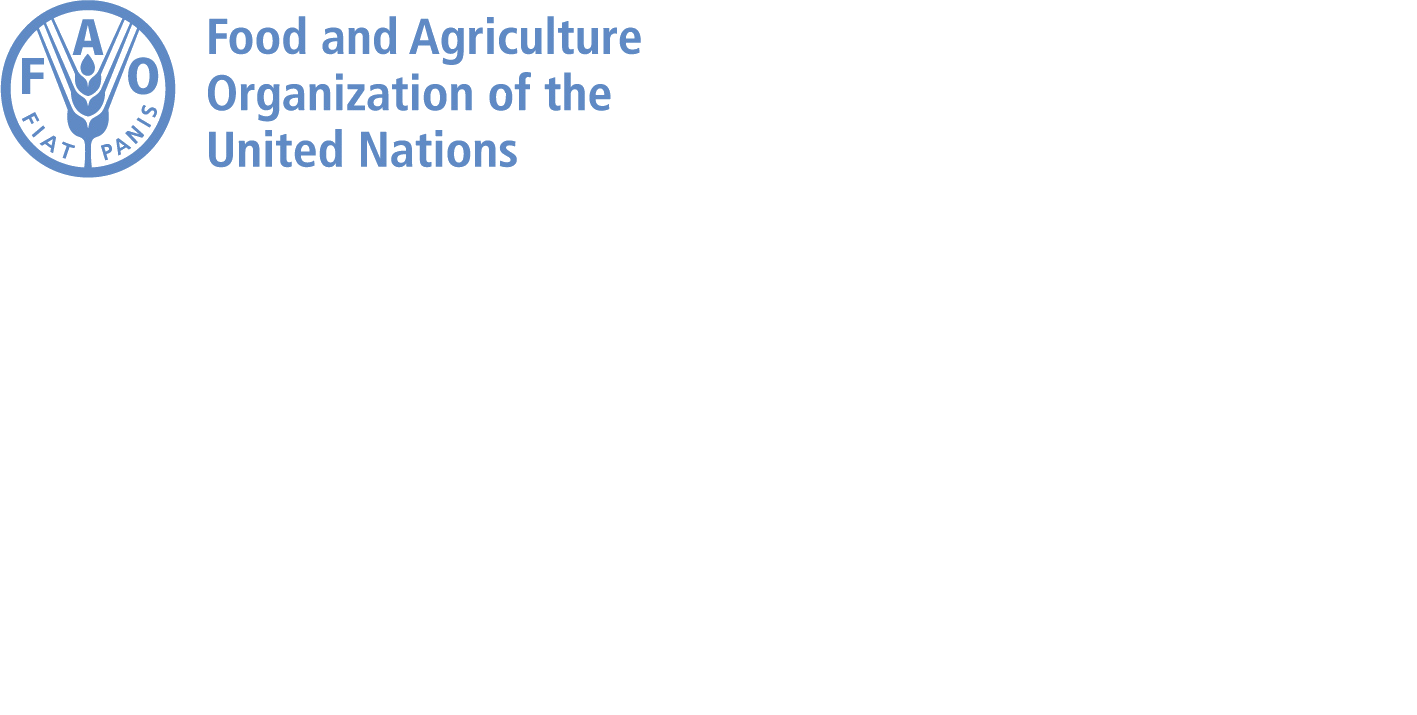 F A O
FIAT PANIS
Food and Agriculture
Organization of the
United Nations